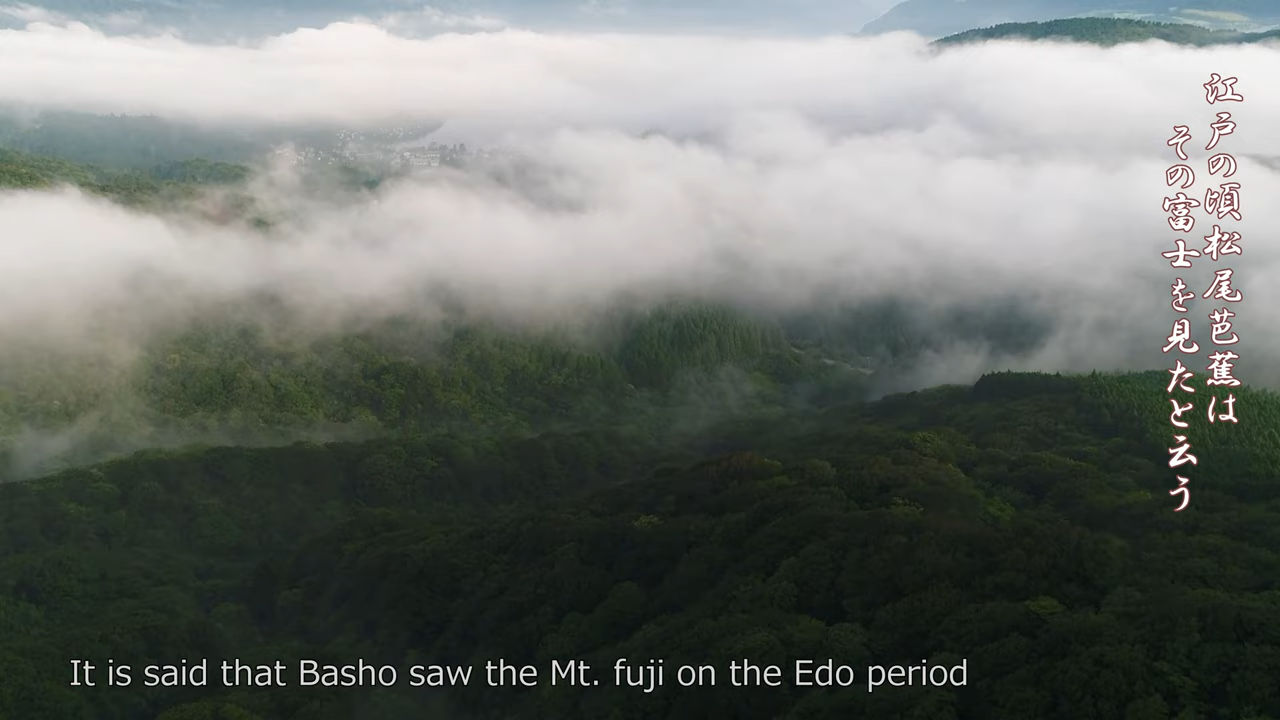 江戸の頃松尾芭蕉は
その富士を見たと云う
It is said that Basho saw the Mt. fuji on the Edo period